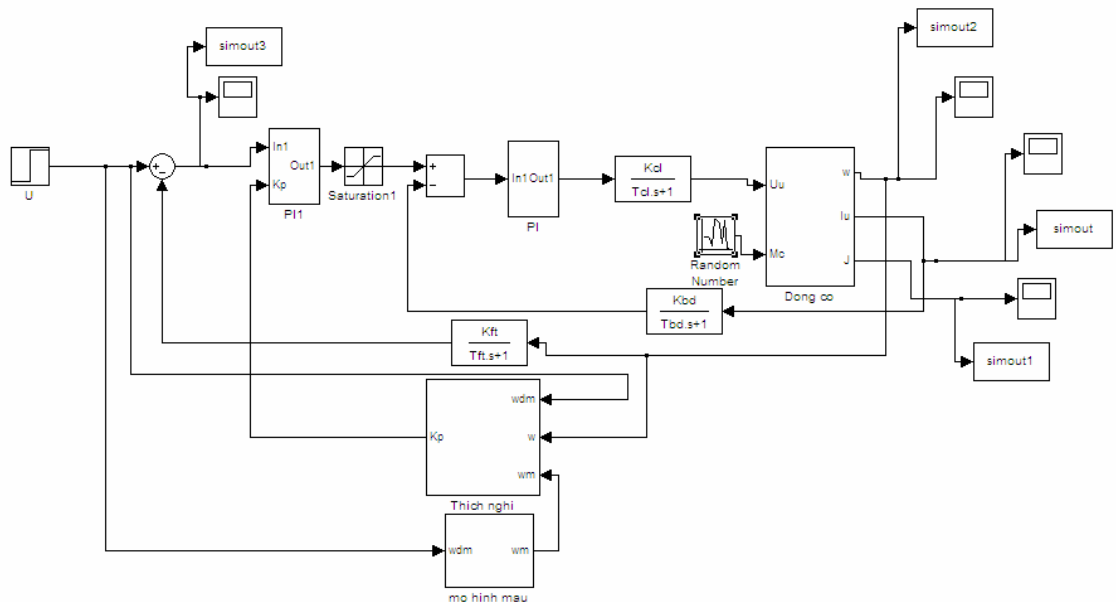 simout3
simout2
U
In1
Out1
Kp
PI1
Saturation1
+
−
+
−
In1 Out1
PI
Kcl
Tcl.s+1
Uu
Mc
w
Iu
J
Dong co
Random
Number
simout
simout1
Kbd
Tbd.s+1
Kft
Tft.s+1
wdm
Kp
w
wm
Thich nghi
wdm
wm
mo hinh mau